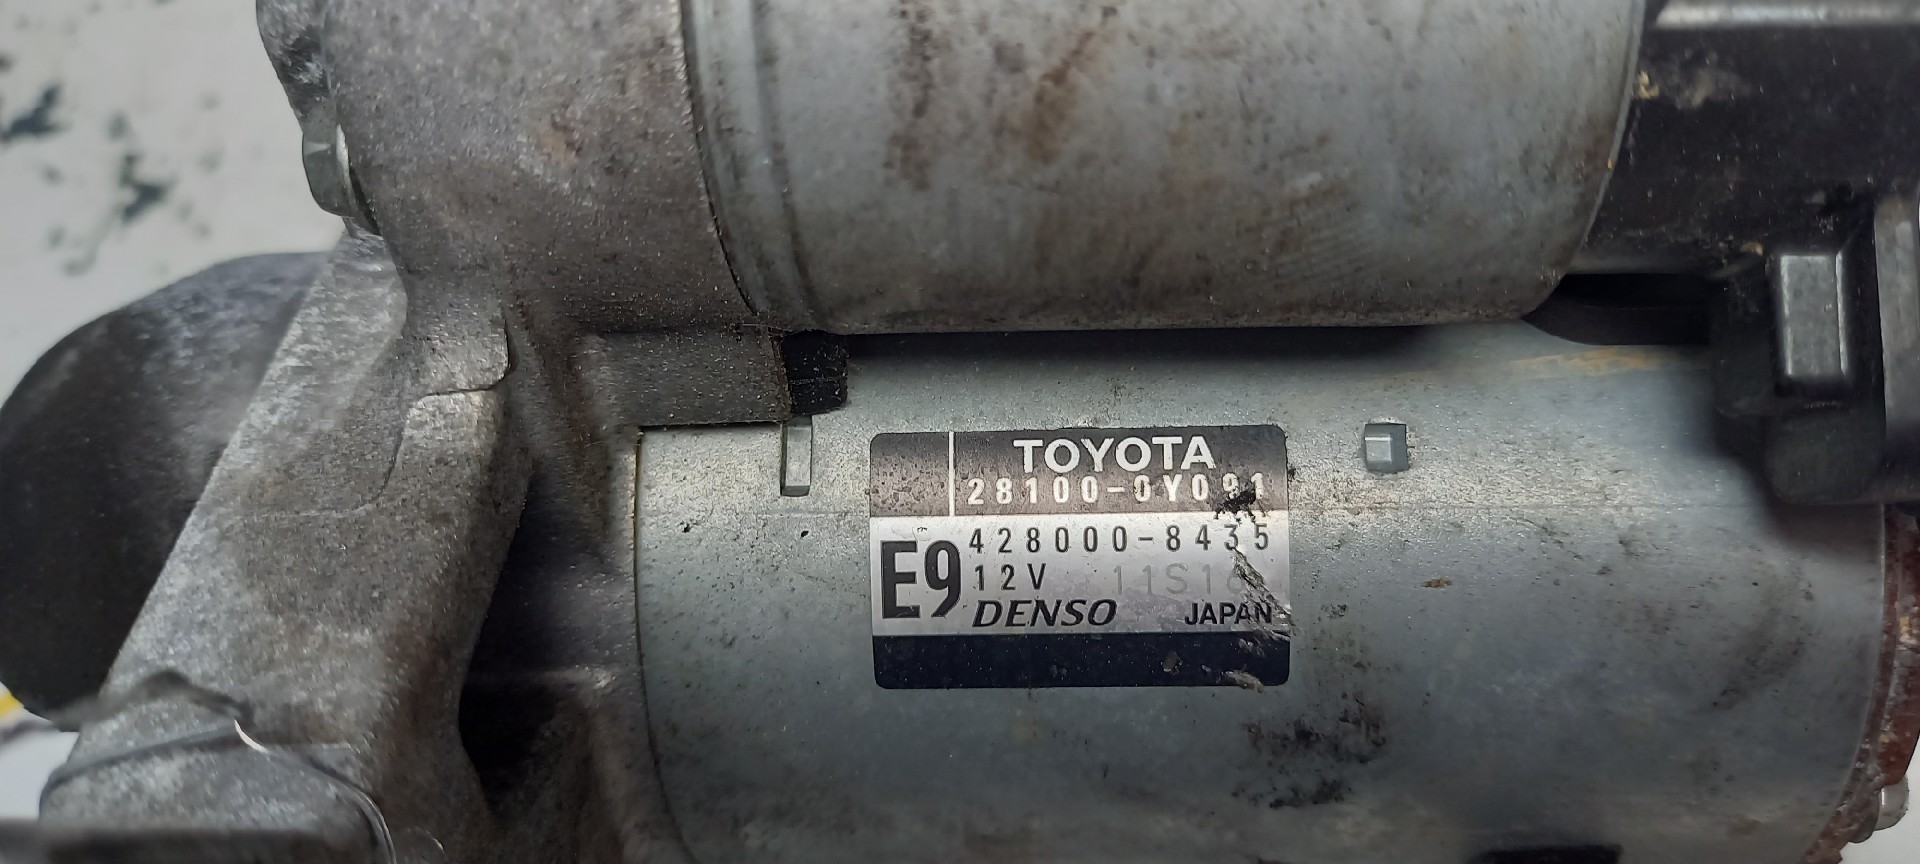 TOYOTA
28100-0Y091
E9
428000-8435
12V
DENSO JAPAN